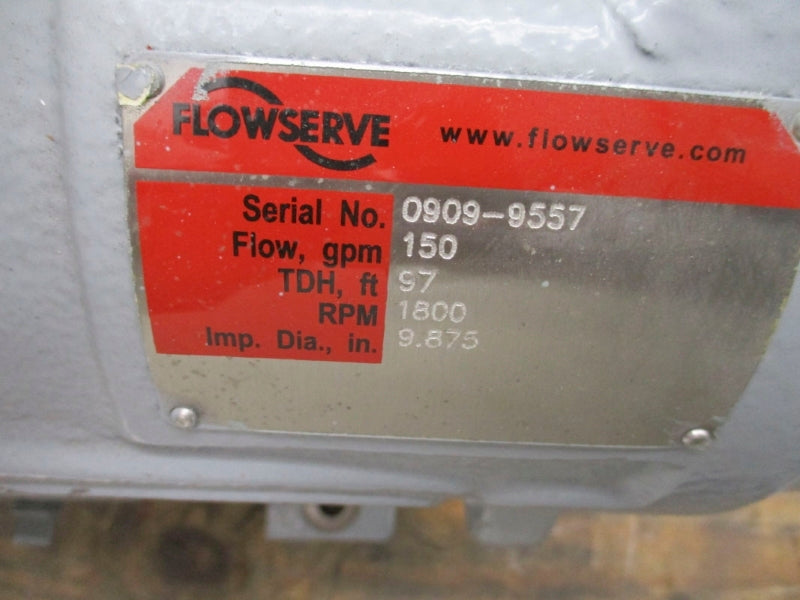 FLOWSERVE www.flowserve.com
Serial No. 0909-9557
Flow, gpm 150
TDH, ft 97
RPM 1800
Imp. Dia., in. 9.875